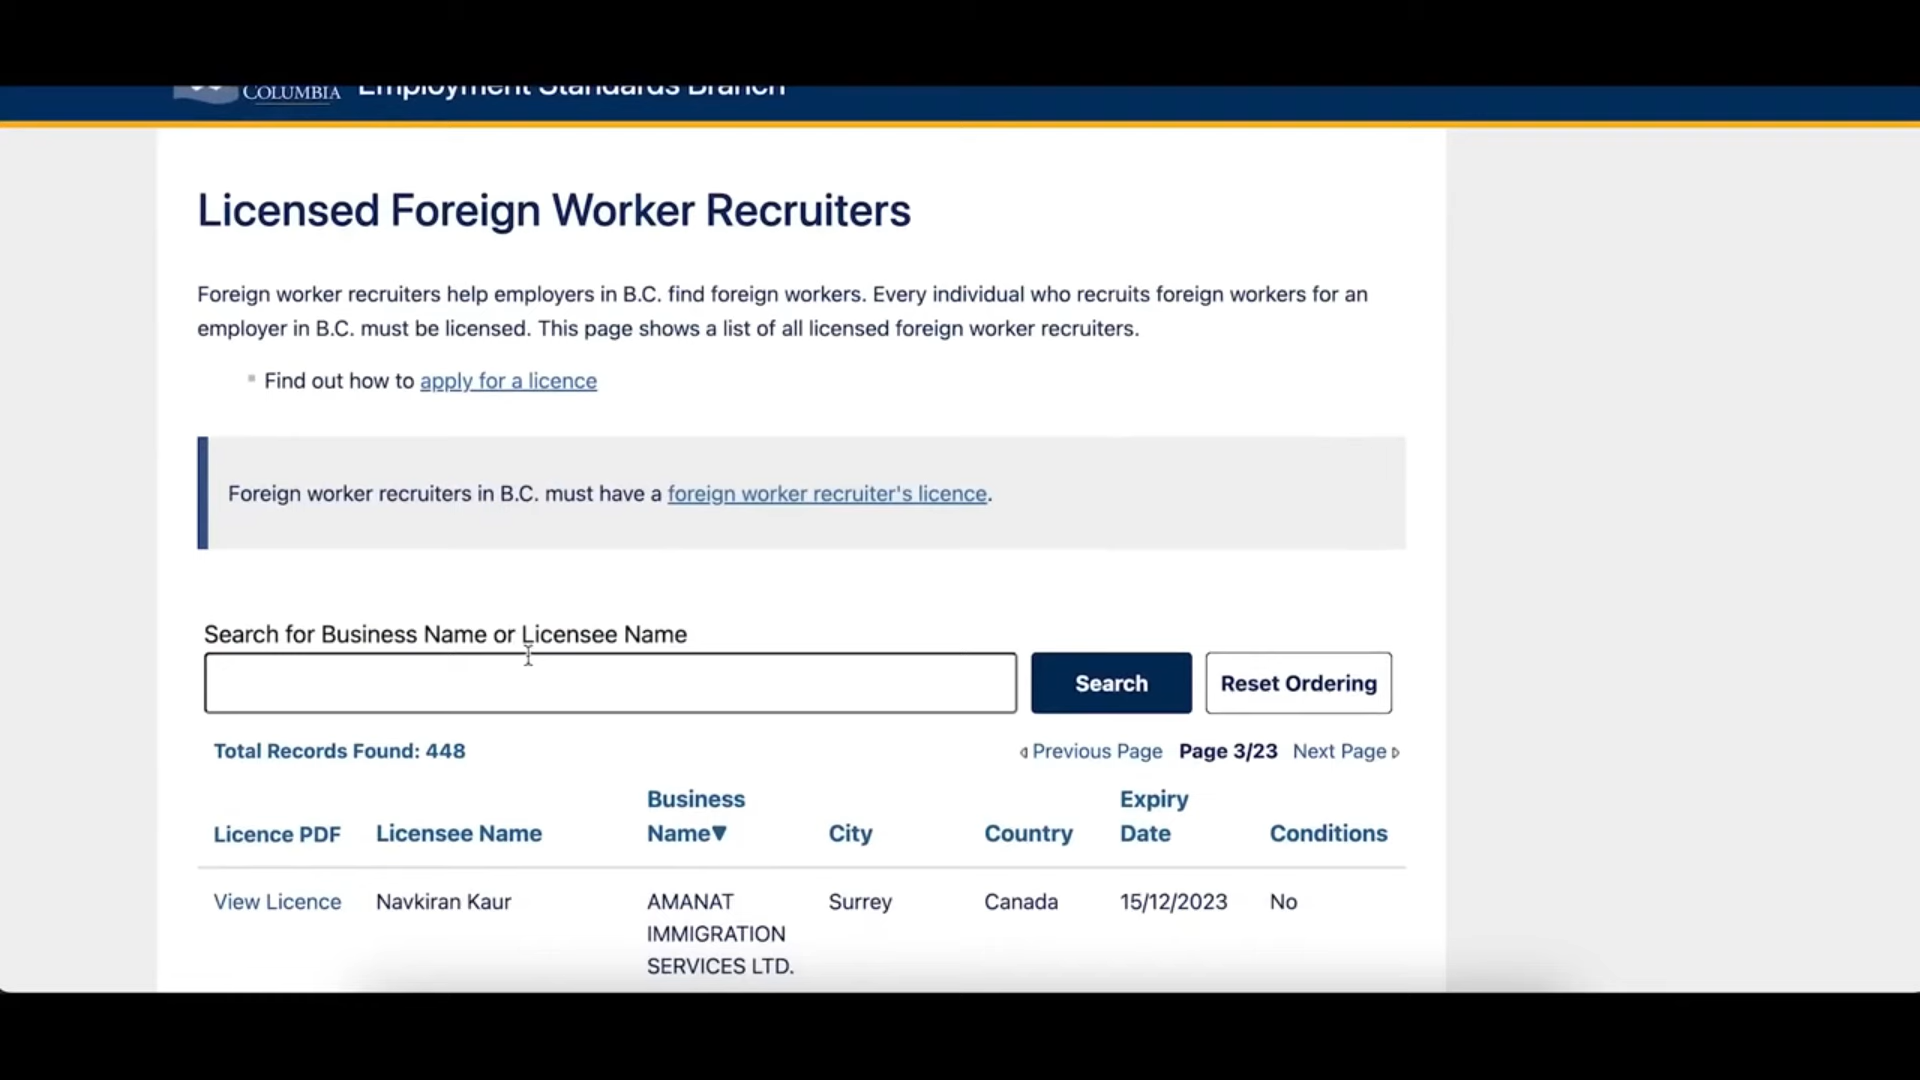 COLUMBIA Employment Standards Branch
Licensed Foreign Worker Recruiters
Foreign worker recruiters help employers in B.C. find foreign workers. Every individual who recruits foreign workers for an
employer in B.C. must be licensed. This page shows a list of all licensed foreign worker recruiters.
Find out how to apply for a licence
Foreign worker recruiters in B.C. must have a foreign worker recruiter's licence.
Search for Business Name or Licensee Name
Search Reset Ordering
Total Records Found: 448 Previous Page Page 3/23 Next Page
Licence PDF Licensee Name Business Name▼ City Country Expiry Date Conditions
View Licence Navkiran Kaur AMANAT Surrey Canada 15/12/2023 No
IMMIGRATION
SERVICES LTD.